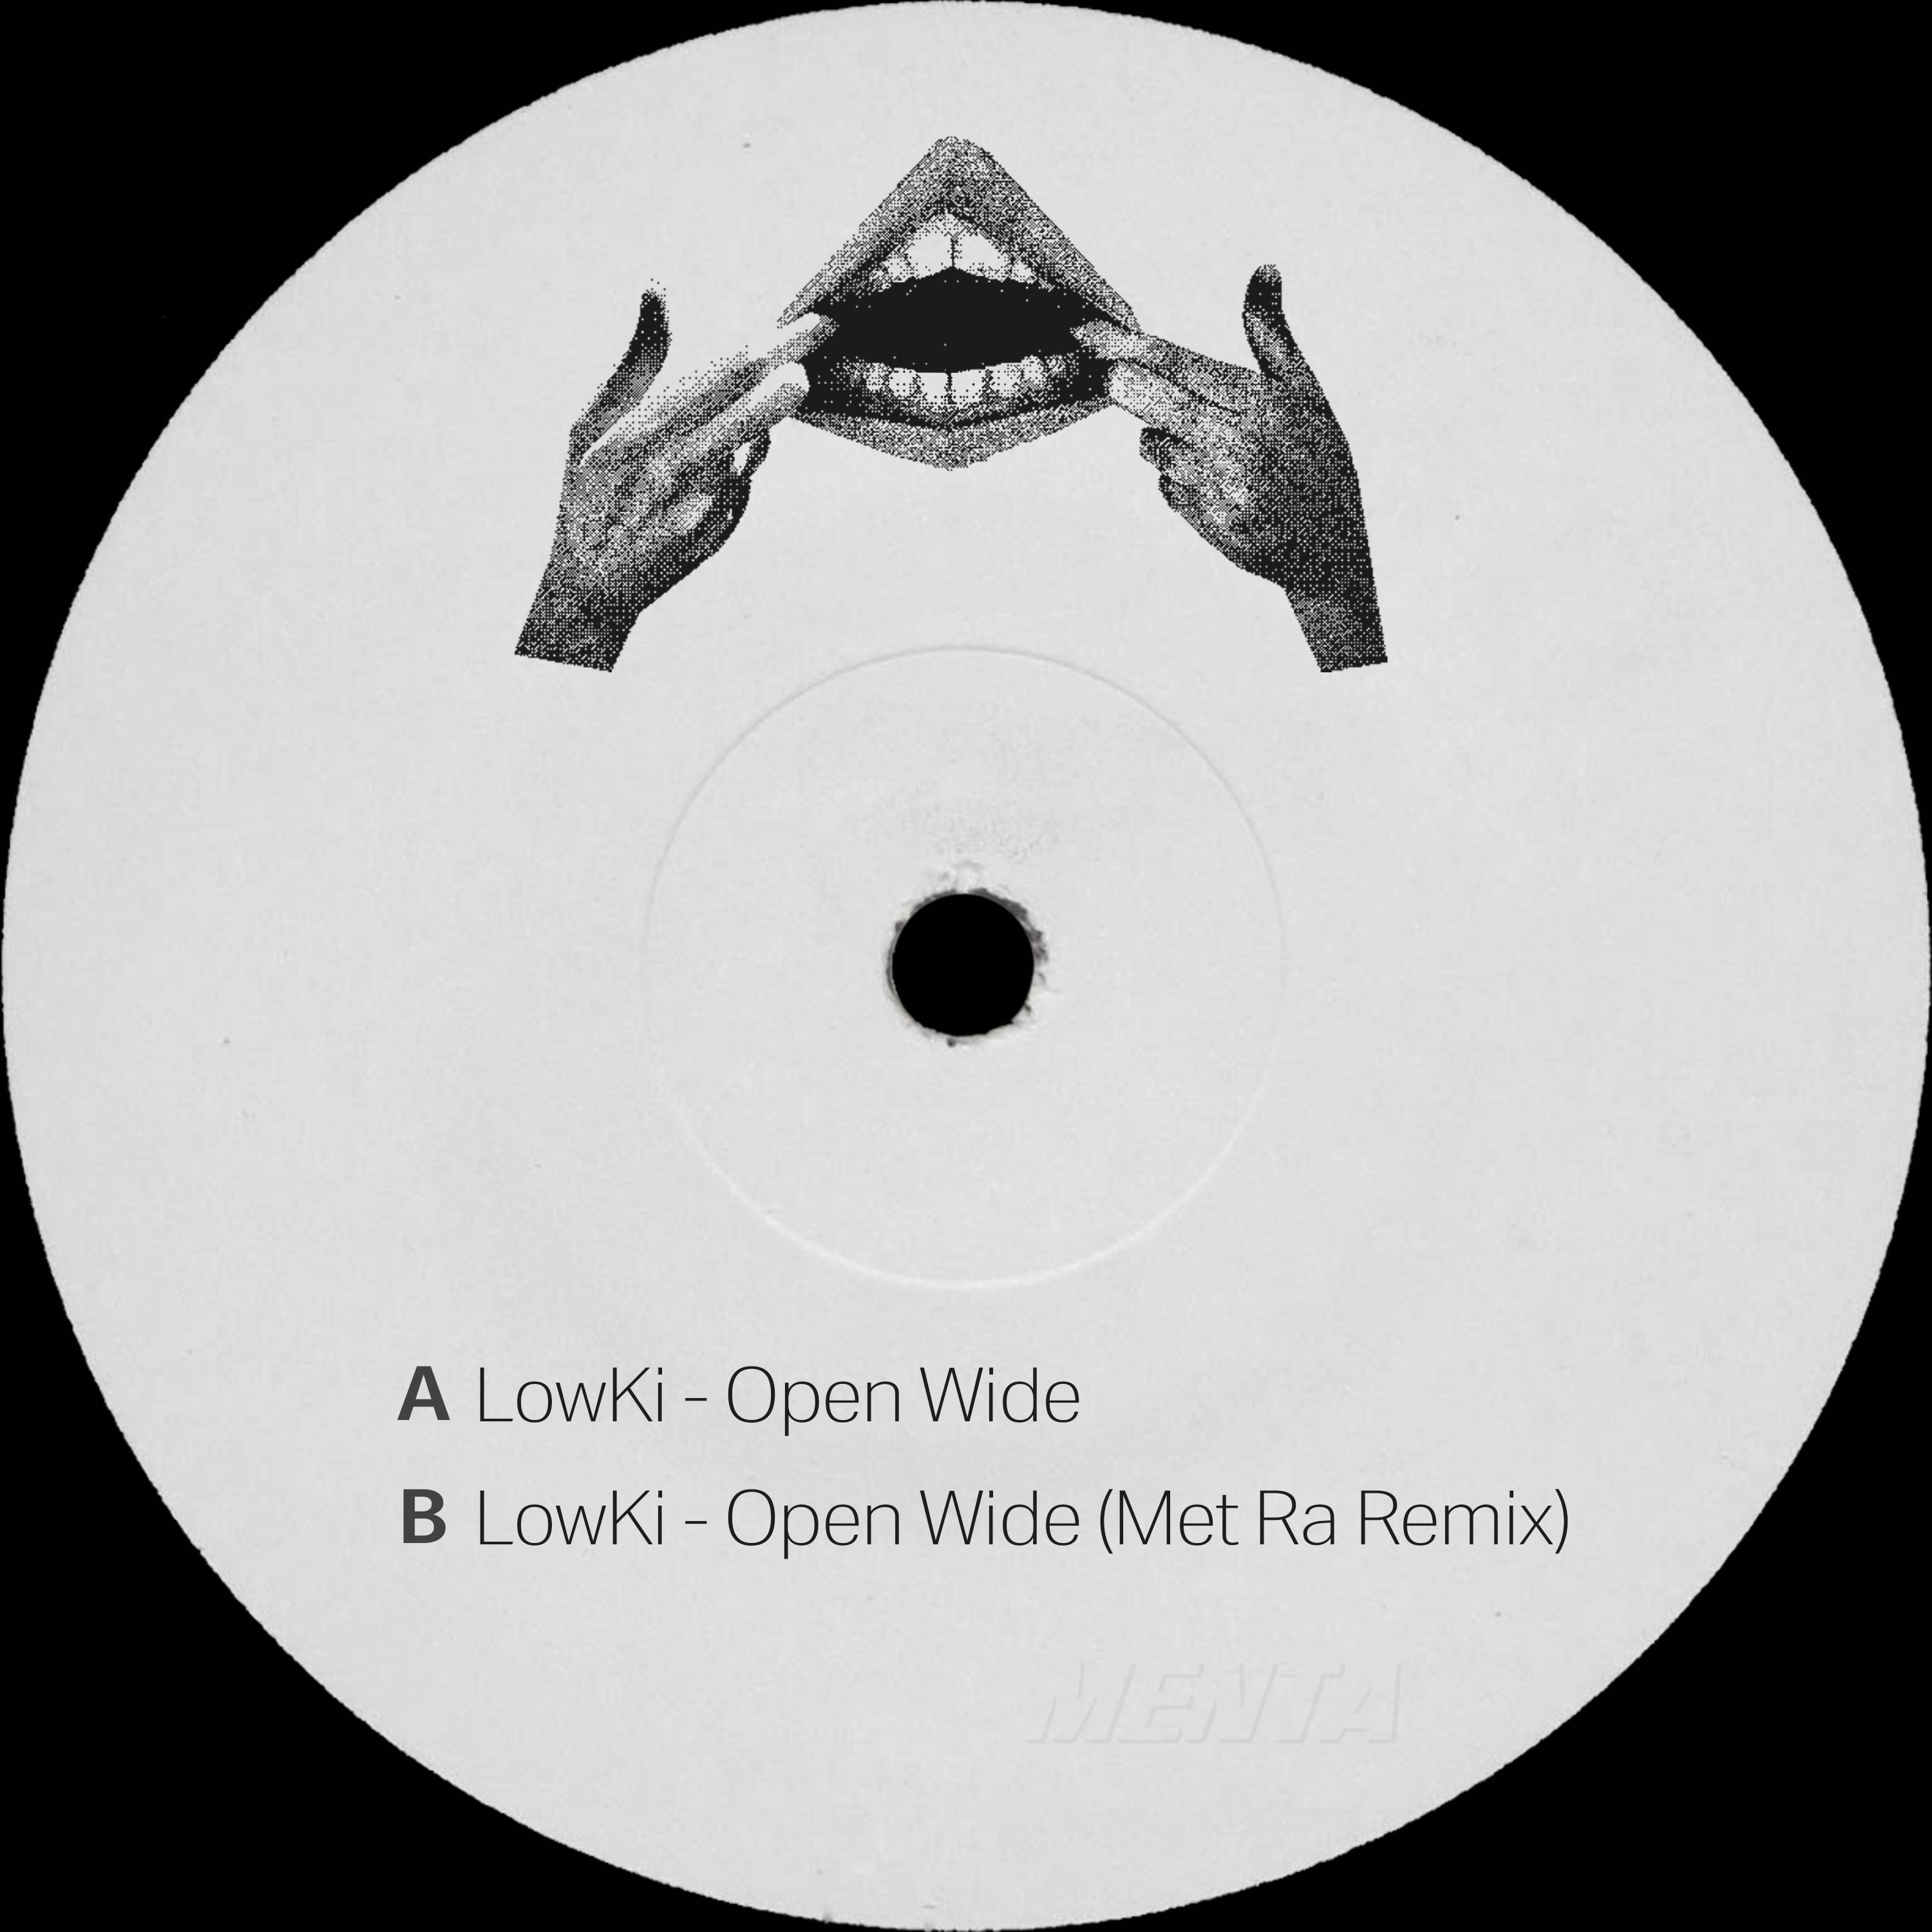 A LowKi - Open Wide
B LowKi - Open Wide (Met Ra Remix)
MENTA